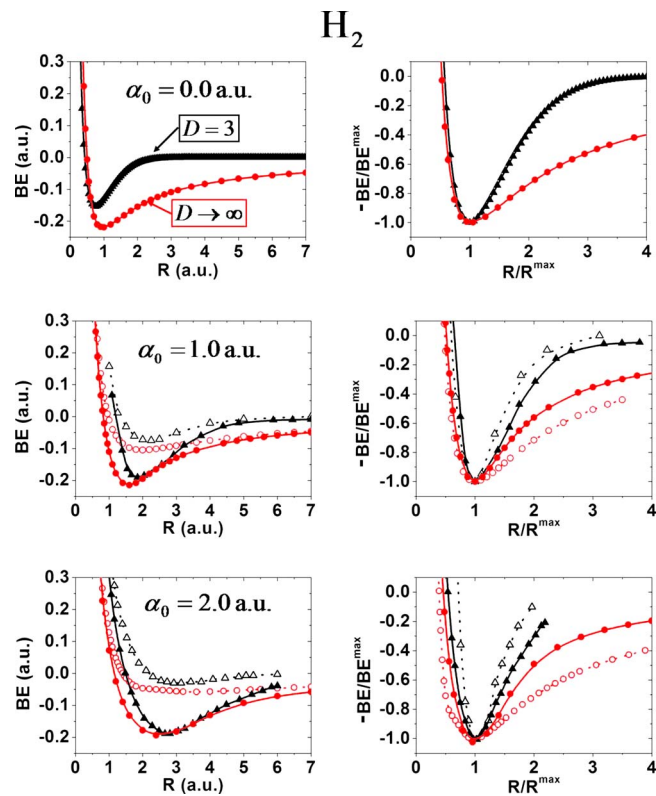 H₂
α₀ = 0.0 a.u.
D = 3
D → ∞
BE (a.u.)
0.3
0.2
0.1
0.0
-0.1
-0.2
0 1 2 3 4 5 6 7
R (a.u.)
-BE/BEᵐᵃˣ
0.0
-0.2
-0.4
-0.6
-0.8
-1.0
0 1 2 3 4
R/Rᵐᵃˣ
α₀ = 1.0 a.u.
BE (a.u.)
0.3
0.2
0.1
0.0
-0.1
-0.2
0 1 2 3 4 5 6 7
R (a.u.)
-BE/BEᵐᵃˣ
0.0
-0.2
-0.4
-0.6
-0.8
-1.0
0 1 2 3 4
R/Rᵐᵃˣ
α₀ = 2.0 a.u.
BE (a.u.)
0.3
0.2
0.1
0.0
-0.1
-0.2
0 1 2 3 4 5 6 7
R (a.u.)
-BE/BEᵐᵃˣ
0.0
-0.2
-0.4
-0.6
-0.8
-1.0
0 1 2 3 4
R/Rᵐᵃˣ